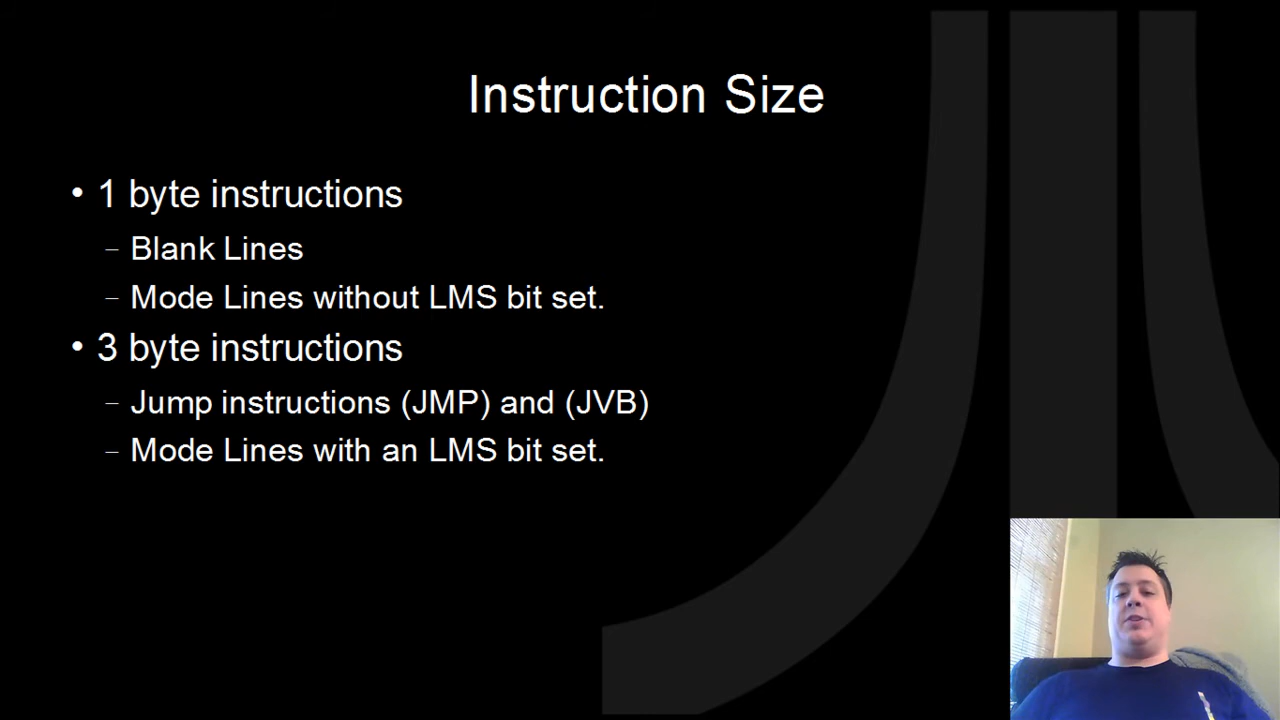 Instruction Size
• 1 byte instructions
– Blank Lines
– Mode Lines without LMS bit set.
• 3 byte instructions
– Jump instructions (JMP) and (JVB)
– Mode Lines with an LMS bit set.